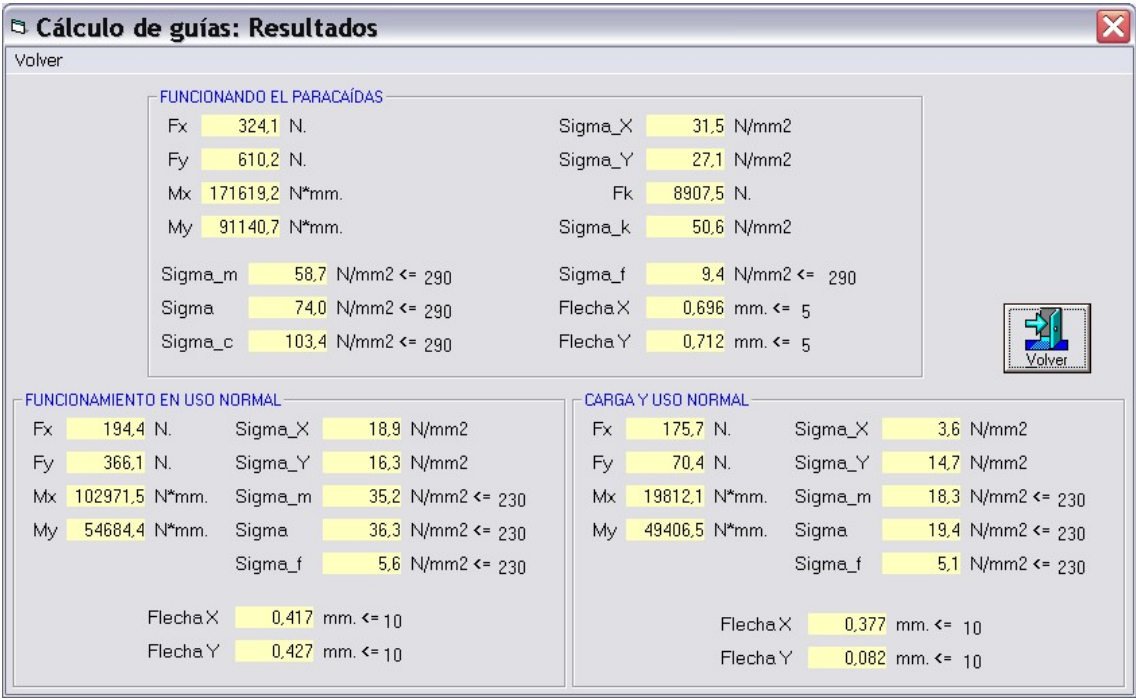 Cálculo de guías: Resultados
Volver
FUNCIONANDO EL PARACAÍDAS
Fx 324,1 N. Sigma_X 31,5 N/mm2
Fy 610,2 N. Sigma_Y 27,1 N/mm2
Mx 171619,2 N*mm. Fk 8907,5 N.
My 91140,7 N*mm. Sigma_k 50,6 N/mm2
Sigma_m 58,7 N/mm2 <= 290 Sigma_f 9,4 N/mm2 <= 290
Sigma 74,0 N/mm2 <= 290 Flecha X 0,696 mm. <= 5
Sigma_c 103,4 N/mm2 <= 290 Flecha Y 0,712 mm. <= 5
Volver
FUNCIONAMIENTO EN USO NORMAL
Fx 194,4 N. Sigma_X 18,9 N/mm2
Fy 366,1 N. Sigma_Y 16,3 N/mm2
Mx 102971,5 N*mm. Sigma_m 35,2 N/mm2 <= 230
My 54684,4 N*mm. Sigma 36,3 N/mm2 <= 230
Sigma_f 5,6 N/mm2 <= 230
Flecha X 0,417 mm. <= 10
Flecha Y 0,427 mm. <= 10
CARGA Y USO NORMAL
Fx 175,7 N. Sigma_X 3,6 N/mm2
Fy 70,4 N. Sigma_Y 14,7 N/mm2
Mx 19812,1 N*mm. Sigma_m 18,3 N/mm2 <= 230
My 49406,5 N*mm. Sigma 19,4 N/mm2 <= 230
Sigma_f 5,1 N/mm2 <= 230
Flecha X 0,377 mm. <= 10
Flecha Y 0,082 mm. <= 10